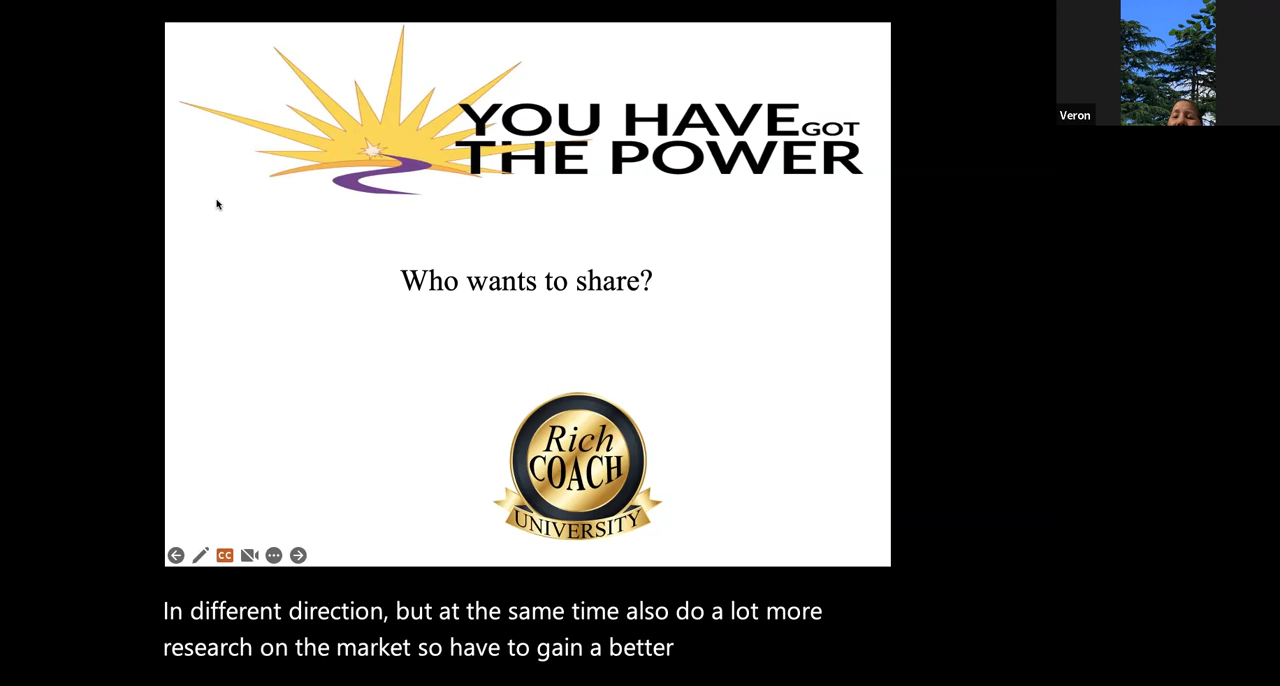 YOU HAVE GOT
THE POWER
Veron
Who wants to share?
Rich
COACH
UNIVERSITY
CC
In different direction, but at the same time also do a lot more
research on the market so have to gain a better